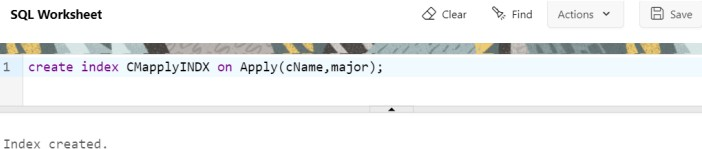 SQL Worksheet
Clear
Find
Actions
Save
1 create index CMapplyINDX on Apply(cName,major);
Index created.